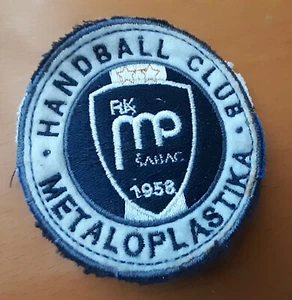 HANDBALL CLUB
RK
MP
ŠABAC
1958
METALOPLASTIKA